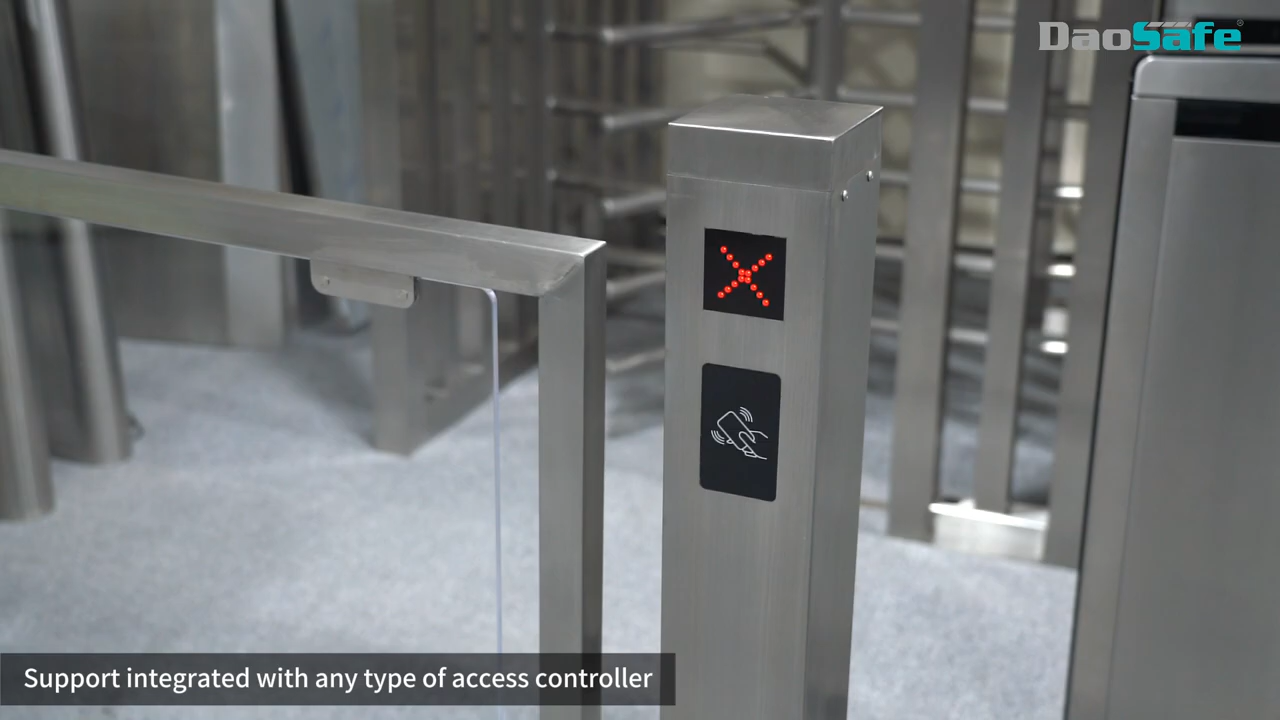 DaoSafe®
Support integrated with any type of access controller